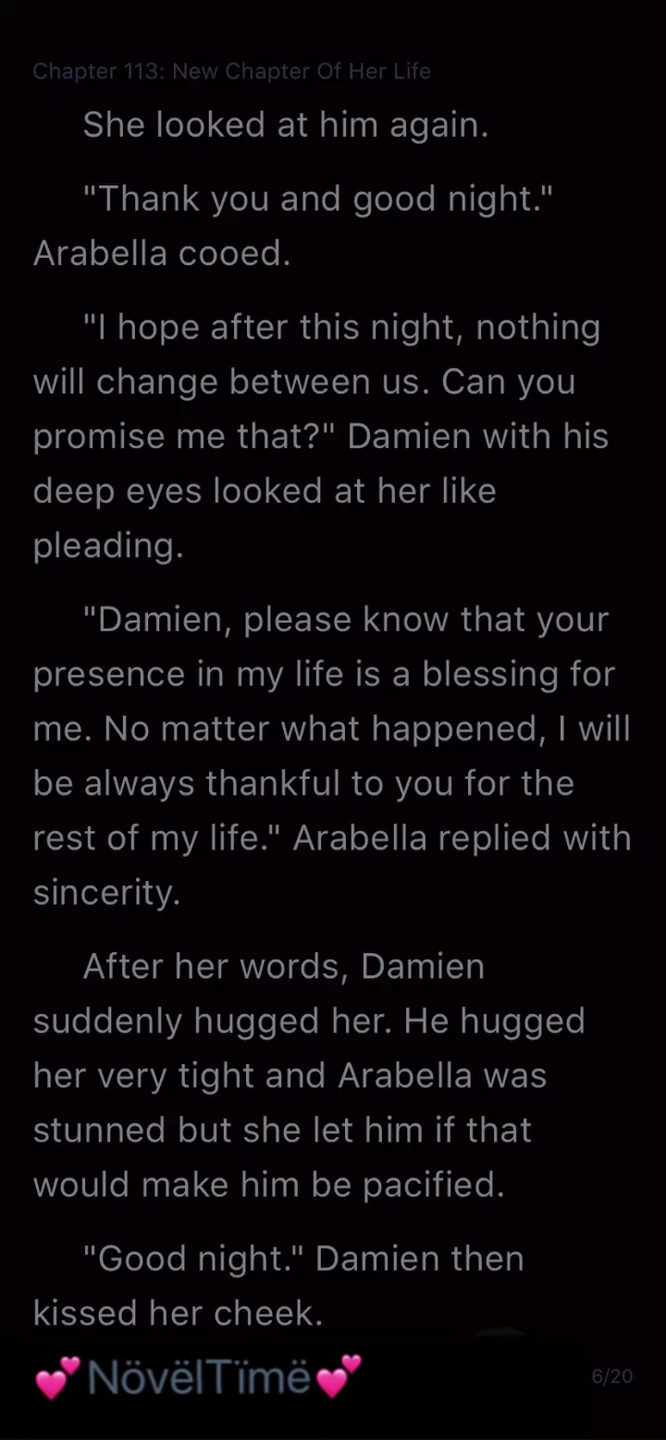 Chapter 113: New Chapter Of Her Life
She looked at him again.
"Thank you and good night."
Arabella cooed.
"I hope after this night, nothing
will change between us. Can you
promise me that?" Damien with his
deep eyes looked at her like
pleading.
"Damien, please know that your
presence in my life is a blessing for
me. No matter what happened, I will
be always thankful to you for the
rest of my life." Arabella replied with
sincerity.
After her words, Damien
suddenly hugged her. He hugged
her very tight and Arabella was
stunned but she let him if that
would make him be pacified.
"Good night." Damien then
kissed her cheek.
💕NövëlTïmë💕
6/20